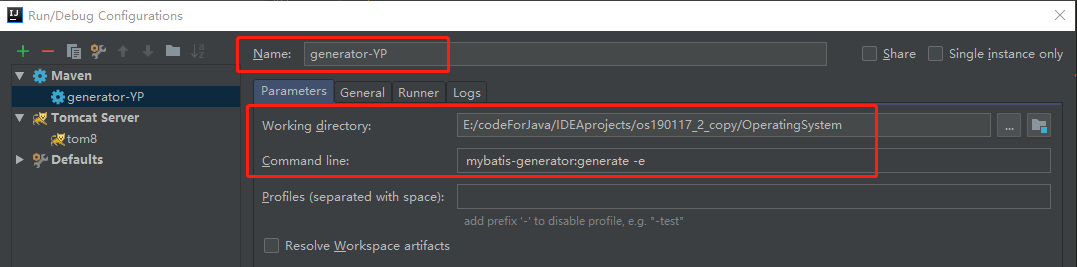 IJ Run/Debug Configurations
Name: generator-YP Share Single instance only
Maven
generator-YP
Tomcat Server
tom8
Defaults
Parameters General Runner Logs
Working directory: E:/codeForJava/IDEAprojects/os190117_2_copy/OperatingSystem ...
Command line: mybatis-generator:generate -e
Profiles (separated with space):
add prefix '-' to disable profile, e.g. "-test"
Resolve Workspace artifacts